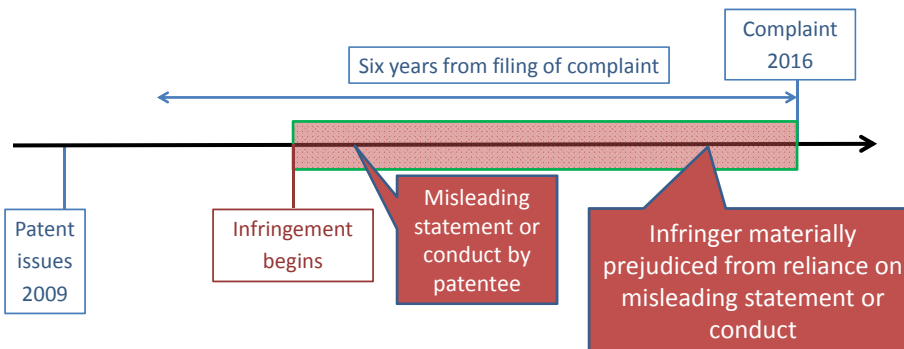 Complaint
2016
Six years from filing of complaint
Patent
issues
2009
Infringement
begins
Misleading
statement or
conduct by
patentee
Infringer materially
prejudiced from reliance on
misleading statement or
conduct